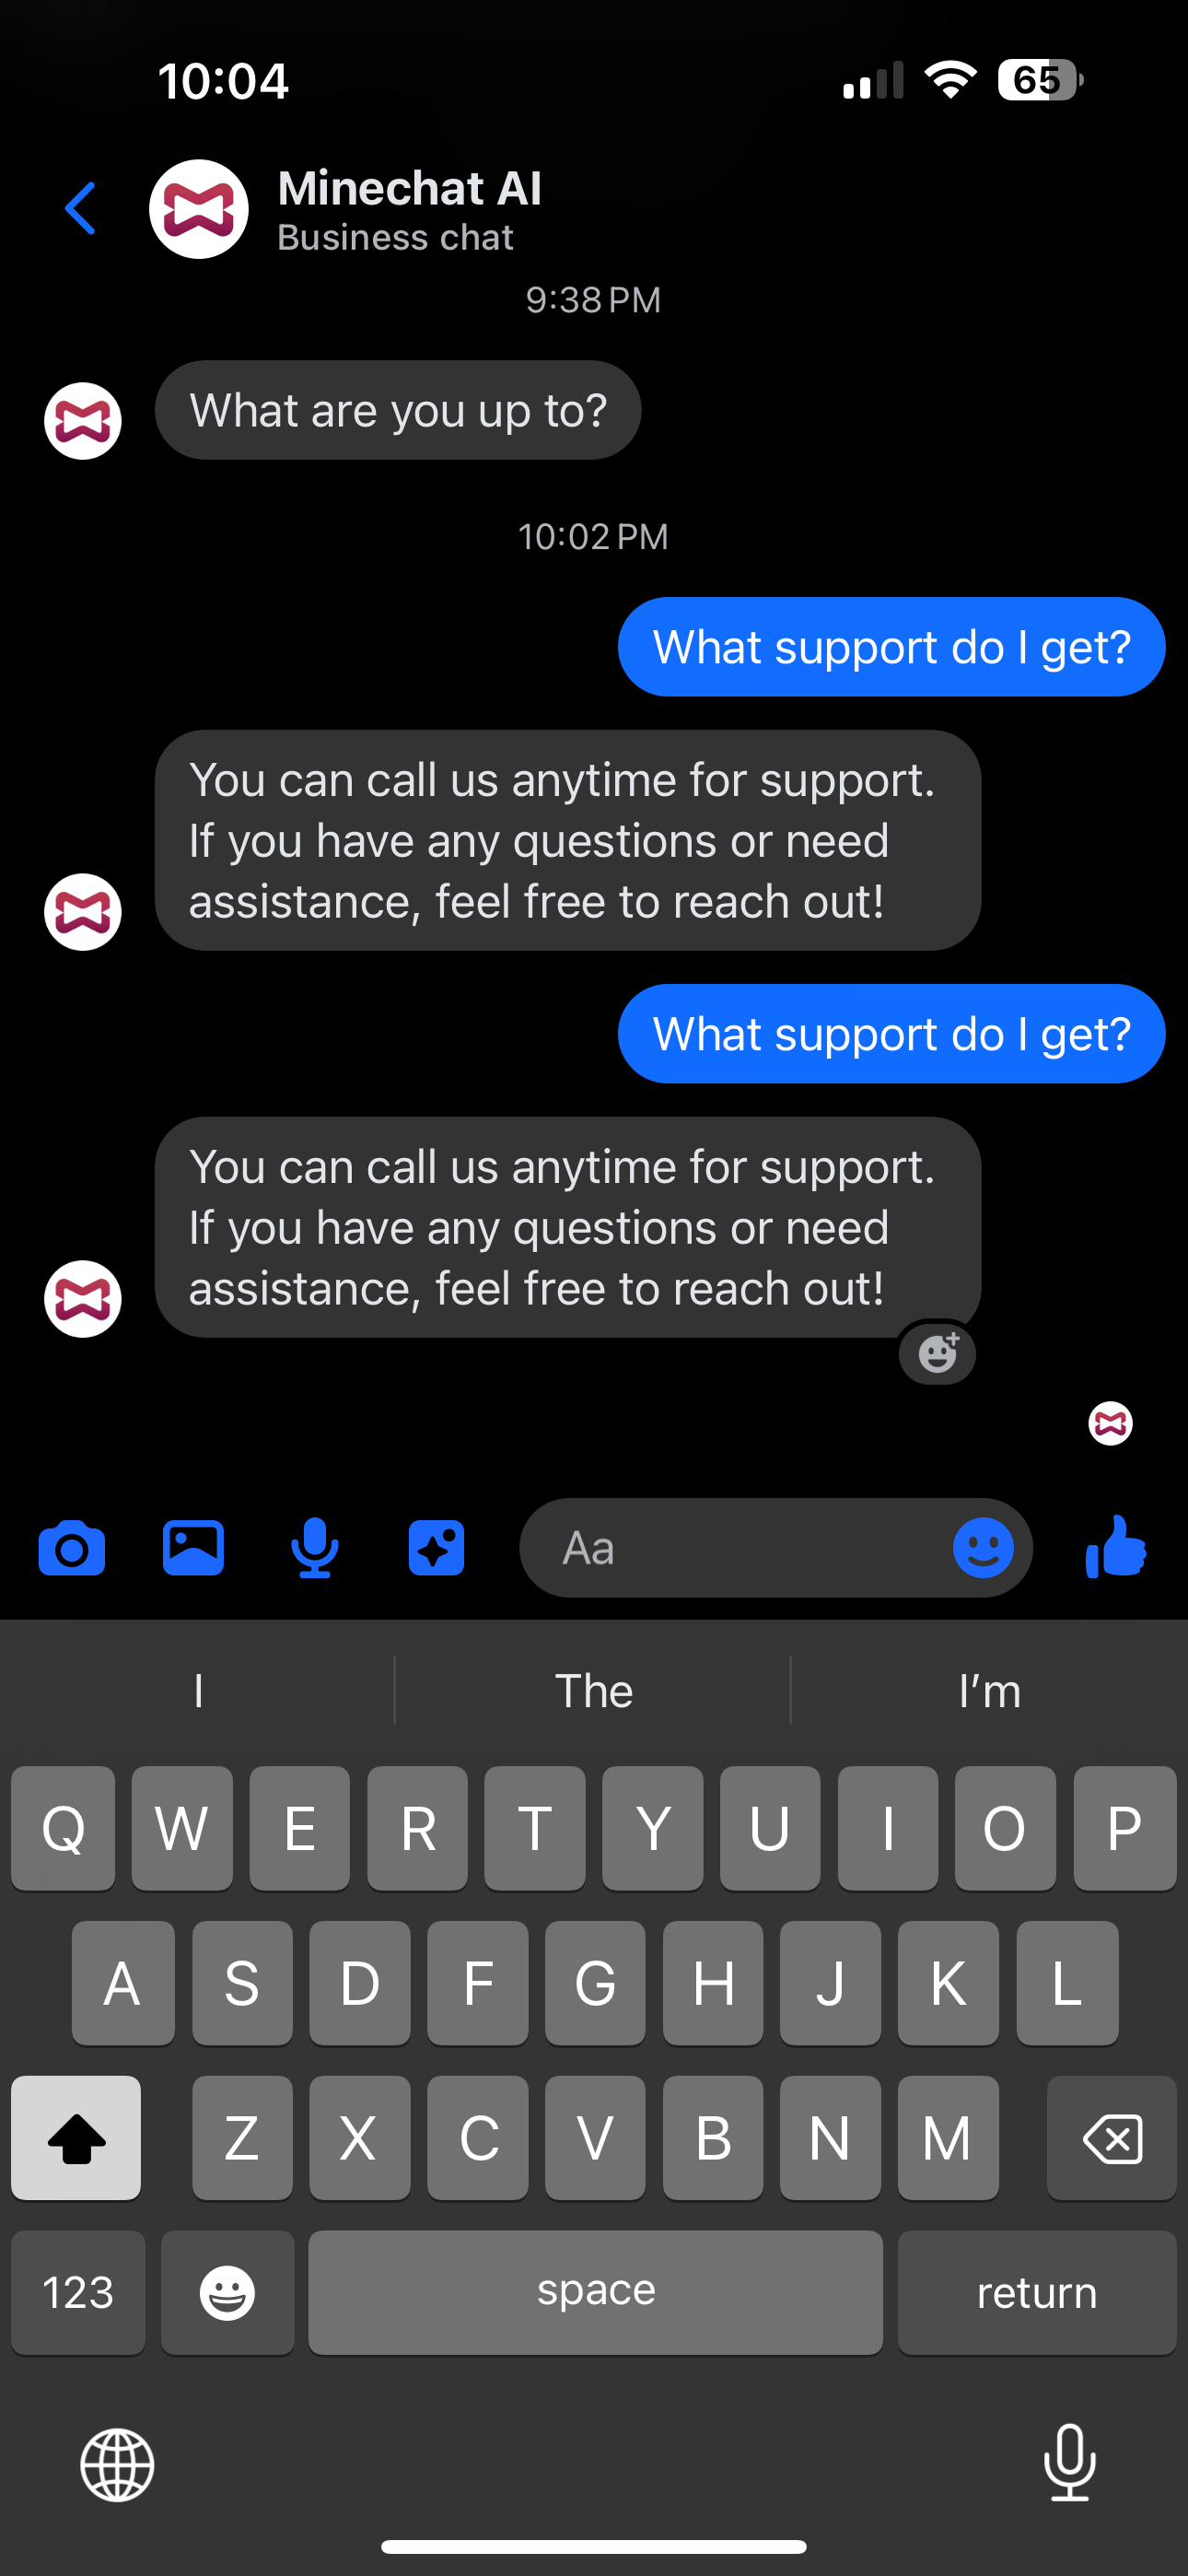 10:04
65
Minechat AI
Business chat
9:38 PM
What are you up to?
10:02 PM
What support do I get?
You can call us anytime for support.
If you have any questions or need
assistance, feel free to reach out!
What support do I get?
You can call us anytime for support.
If you have any questions or need
assistance, feel free to reach out!
Aa
I The I'm
Q W E R T Y U I O P
A S D F G H J K L
Z X C V B N M
123 space return